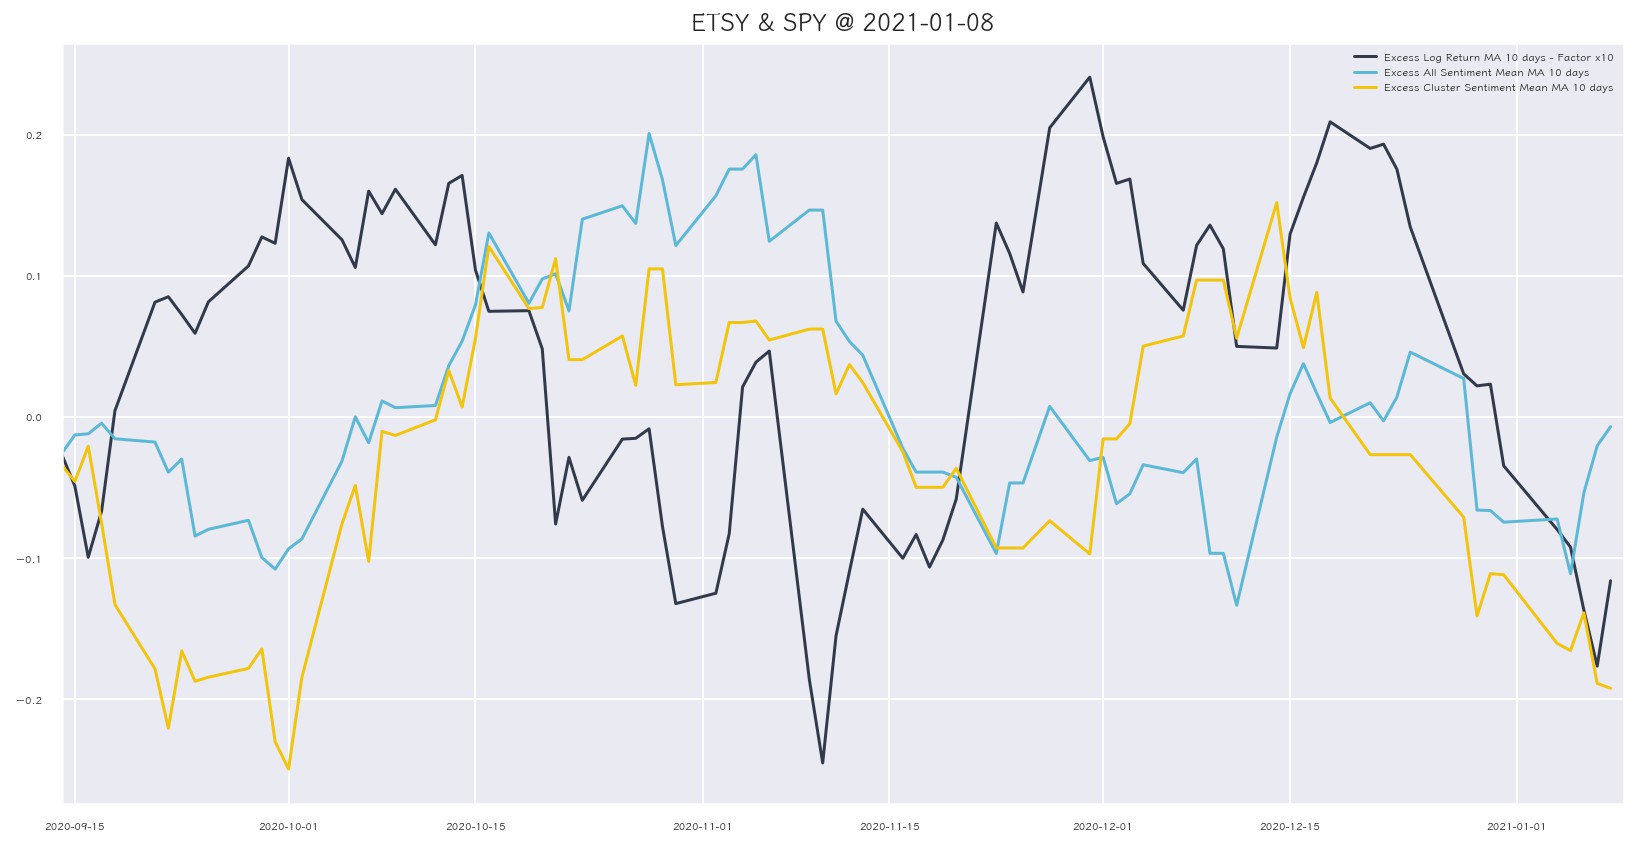 ETSY & SPY @ 2021-01-08
Excess Log Return MA 10 days - Factor x10
Excess All Sentiment Mean MA 10 days
Excess Cluster Sentiment Mean MA 10 days
0.2
0.1
0.0
−0.1
−0.2
2020-09-15 2020-10-01 2020-10-15 2020-11-01 2020-11-15 2020-12-01 2020-12-15 2021-01-01